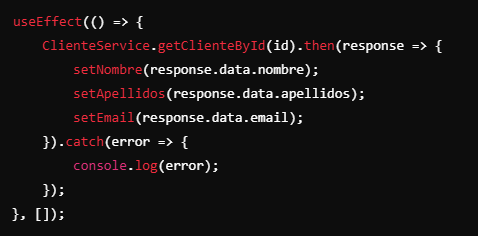 useEffect(() => {
    ClienteService.getClienteById(id).then(response => {
        setNombre(response.data.nombre);
        setApellidos(response.data.apellidos);
        setEmail(response.data.email);
    }).catch(error => {
        console.log(error);
    });
}, []);